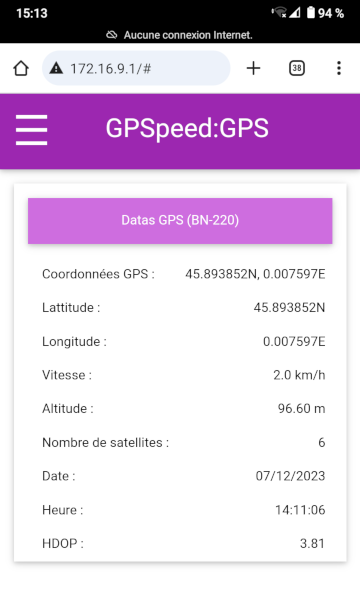 15:13
94 %
Aucune connexion Internet.
172.16.9.1/#
38
GPSpeed:GPS
Datas GPS (BN-220)
Coordonnées GPS : 45.893852N, 0.007597E
Lattitude : 45.893852N
Longitude : 0.007597E
Vitesse : 2.0 km/h
Altitude : 96.60 m
Nombre de satellites : 6
Date : 07/12/2023
Heure : 14:11:06
HDOP : 3.81